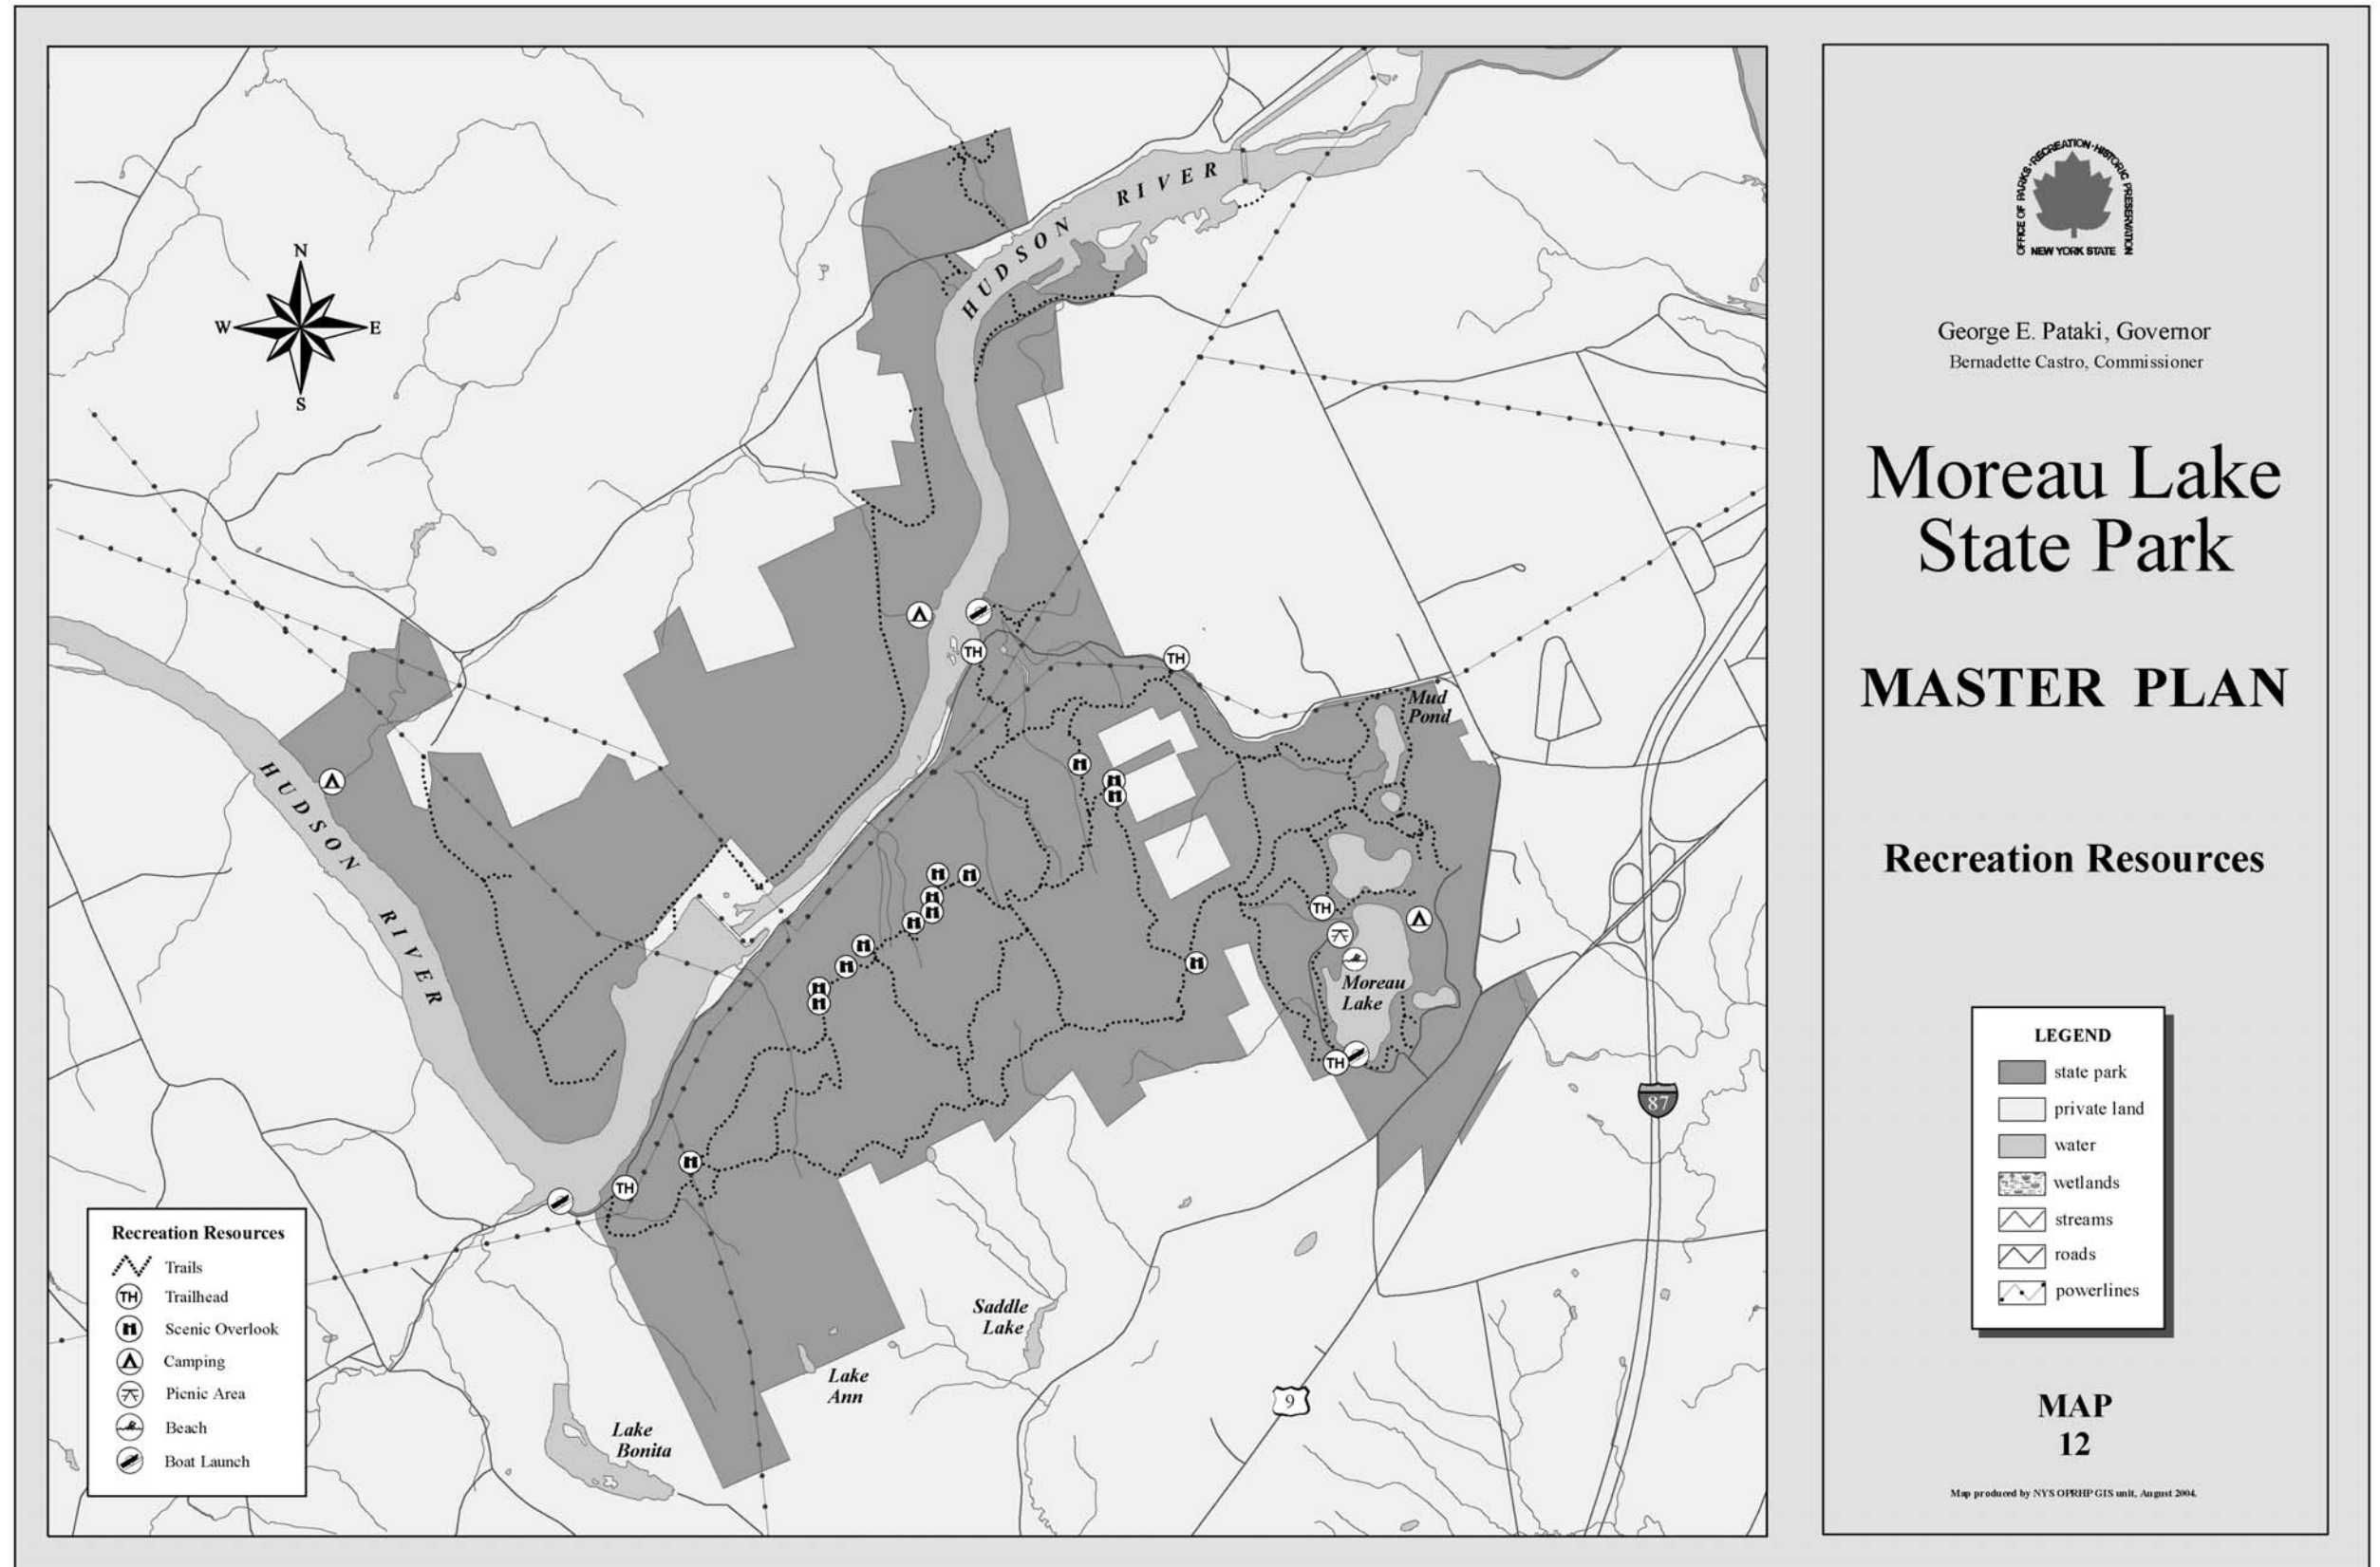 N
W
E
S
HUDSON RIVER
HUDSON RIVER
TH
TH
Mud
Pond
TH
Moreau
Lake
TH
TH
Saddle
Lake
Lake
Ann
Lake
Bonita
87
9
Recreation Resources
Trails
TH Trailhead
Scenic Overlook
Camping
Picnic Area
Beach
Boat Launch
OFFICE OF PARKS·RECREATION·HISTORIC PRESERVATION
NEW YORK STATE
George E. Pataki, Governor
Bernadette Castro, Commissioner
Moreau Lake
State Park
MASTER PLAN
Recreation Resources
LEGEND
state park
private land
water
wetlands
streams
roads
powerlines
MAP
12
Map produced by NYS OPRHP GIS unit, August 2004.